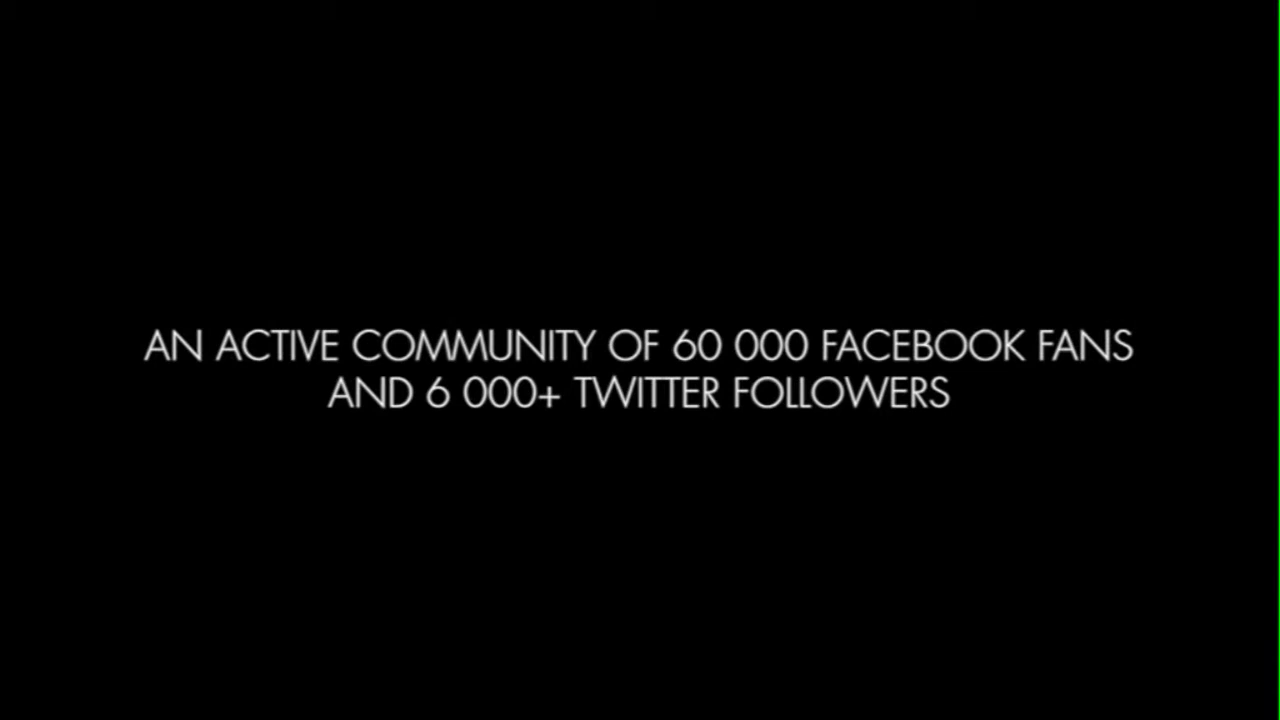 AN ACTIVE COMMUNITY OF 60 000 FACEBOOK FANS
AND 6 000+ TWITTER FOLLOWERS